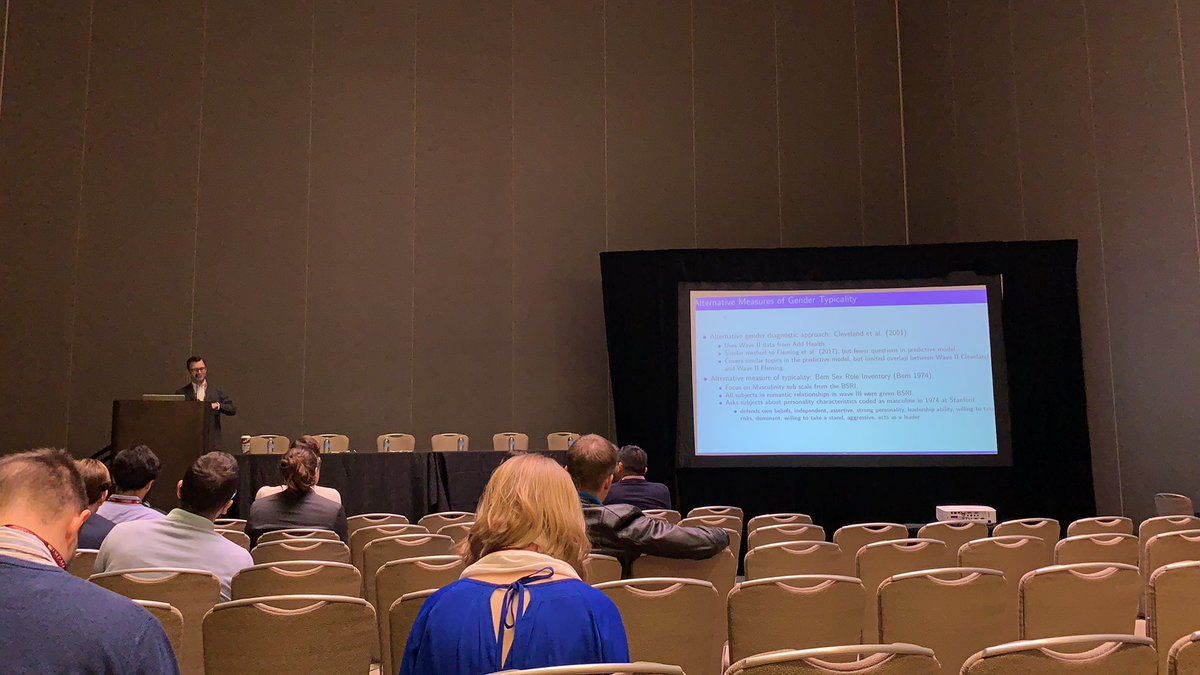 Alternative Measures of Gender Typicality
Alternative gender diagnostic approach: Cleveland et al. (2001)
Uses Wave II data from Add Health
Similar method to Fleming et al. (2017), but fewer questions in predictive model
Covers similar topics in the predictive model, but limited overlap between Wave II Cleveland
and Wave II Fleming.
Alternative measure of typicality: Bem Sex Role Inventory (Bem 1974)
Focus on Masculinity sub scale from the BSRI.
All subjects in romantic relationships is wave III were given BSRI
Asks subjects about personality characteristics coded as masculine in 1974 at Stanford
defends own beliefs, independent, assertive, strong personality, leadership ability, willing to take
risks, dominant, willing to take a stand, aggressive, acts as a leader